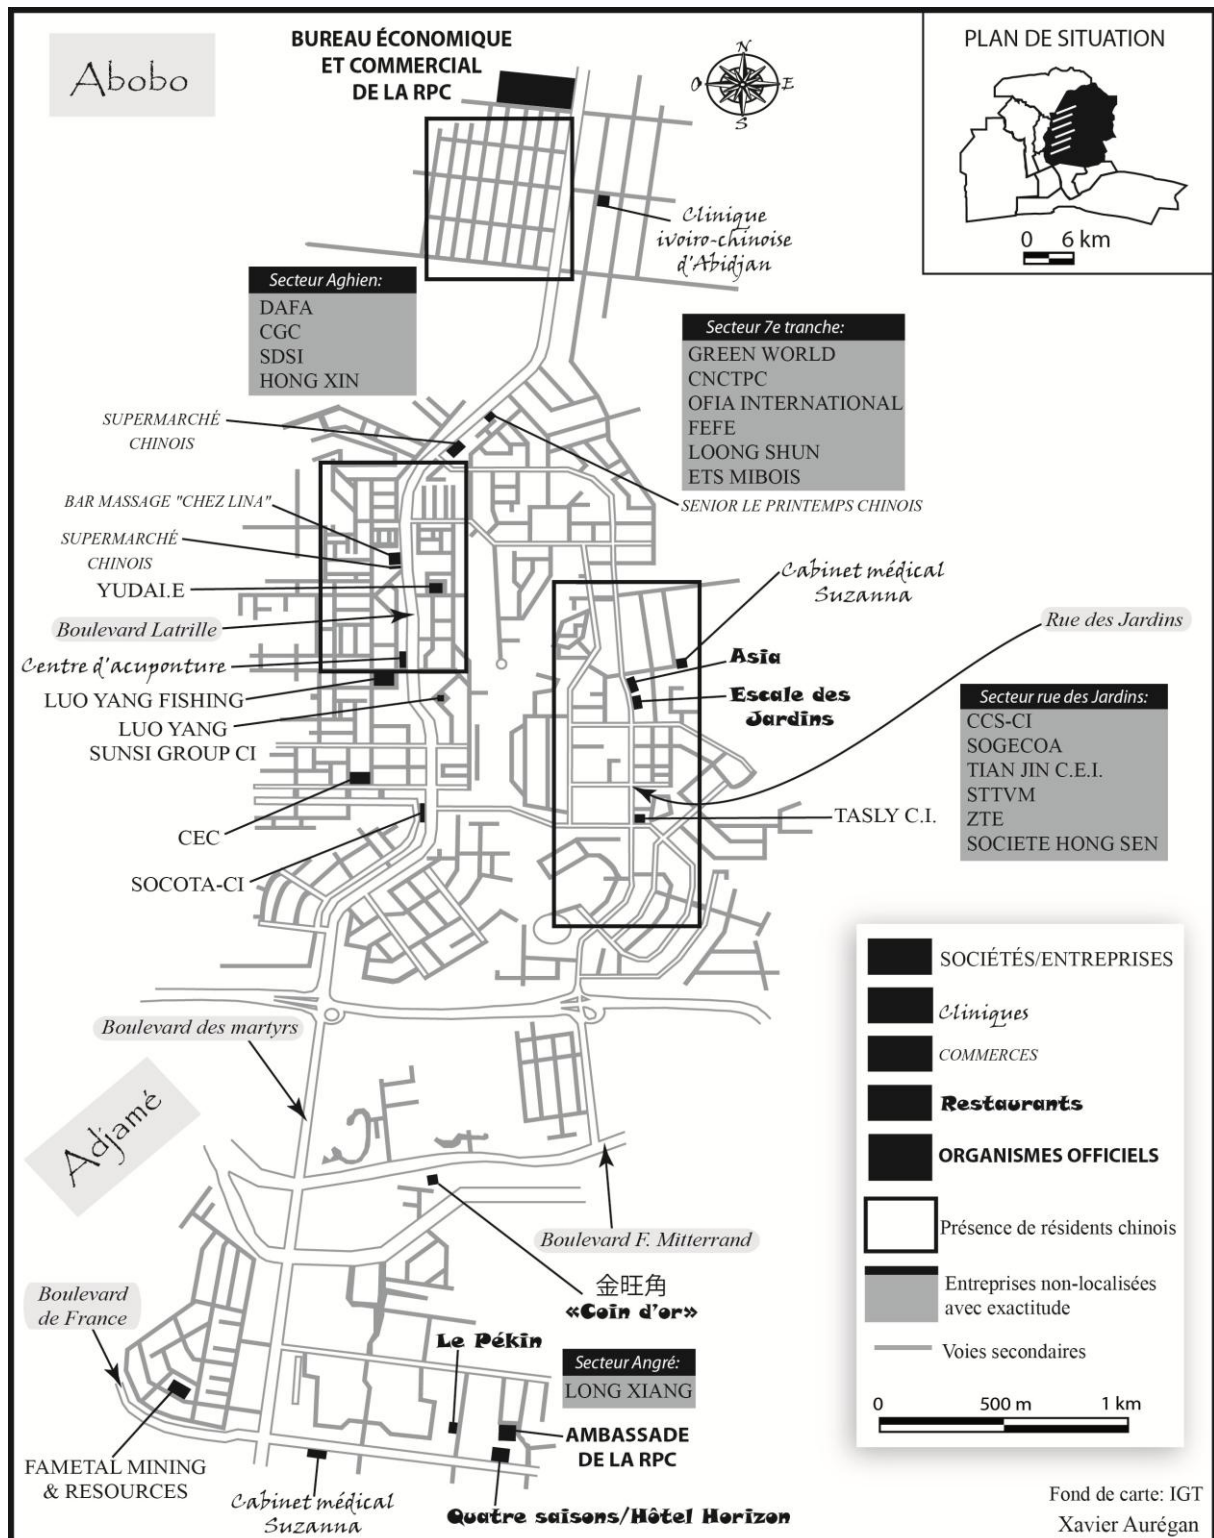 Abobo
BUREAU ÉCONOMIQUE
ET COMMERCIAL
DE LA RPC
N
O
E
S
PLAN DE SITUATION
0 6 km
Clinique
ivoiro-chinoise
d'Abidjan
Secteur Aghien:
DAFA
CGC
SDSI
HONG XIN
Secteur 7e tranche:
GREEN WORLD
CNCTPC
OFIA INTERNATIONAL
FEFE
LOONG SHUN
ETS MIBOIS
SUPERMARCHÉ
CHINOIS
SENIOR LE PRINTEMPS CHINOIS
BAR MASSAGE "CHEZ LINA"
SUPERMARCHÉ
CHINOIS
YUDAI.E
Boulevard Latrille
Centre d'acuponture
LUO YANG FISHING
LUO YANG
SUNSI GROUP CI
CEC
SOCOTA-CI
Cabinet médical
Suzanna
Rue des Jardins
Asia
Escale des
Jardins
Secteur rue des Jardins:
CCS-CI
SOGECOA
TIAN JIN C.E.I.
STTVM
ZTE
SOCIETE HONG SEN
TASLY C.I.
Boulevard des martyrs
Adjamé
Boulevard F. Mitterrand
金旺角
«Coin d'or»
Boulevard
de France
Le Pékin
Secteur Angré:
LONG XIANG
AMBASSADE
DE LA RPC
FAMETAL MINING
& RESOURCES
Cabinet médical
Suzanna
Quatre saisons/Hôtel Horizon
SOCIÉTÉS/ENTREPRISES
Cliniques
COMMERCES
Restaurants
ORGANISMES OFFICIELS
Présence de résidents chinois
Entreprises non-localisées
avec exactitude
Voies secondaires
0 500 m 1 km
Fond de carte: IGT
Xavier Aurégan